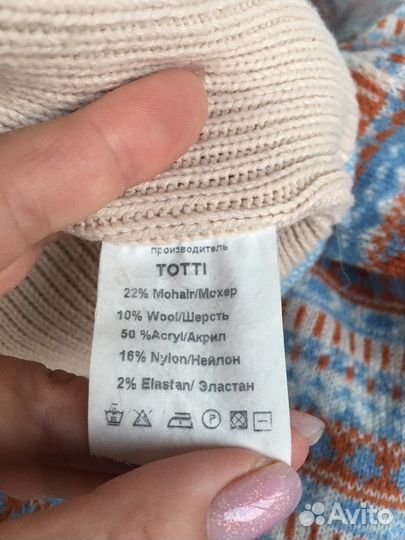 производитель
TOTTI
22% Mohair/Мохер
10% Wool/Шерсть
50 %Acryl/Акрил
16% Nylon/Нейлон
2% Elastan/ Эластан
P
Avito